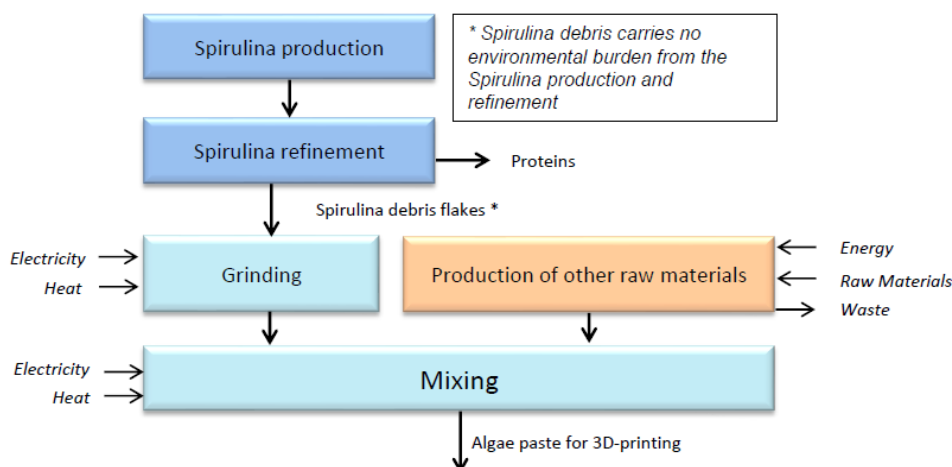 Spirulina production
* Spirulina debris carries no
environmental burden from the
Spirulina production and
refinement
Spirulina refinement
Proteins
Spirulina debris flakes *
Electricity
Heat
Grinding
Production of other raw materials
Energy
Raw Materials
Waste
Electricity
Heat
Mixing
Algae paste for 3D-printing